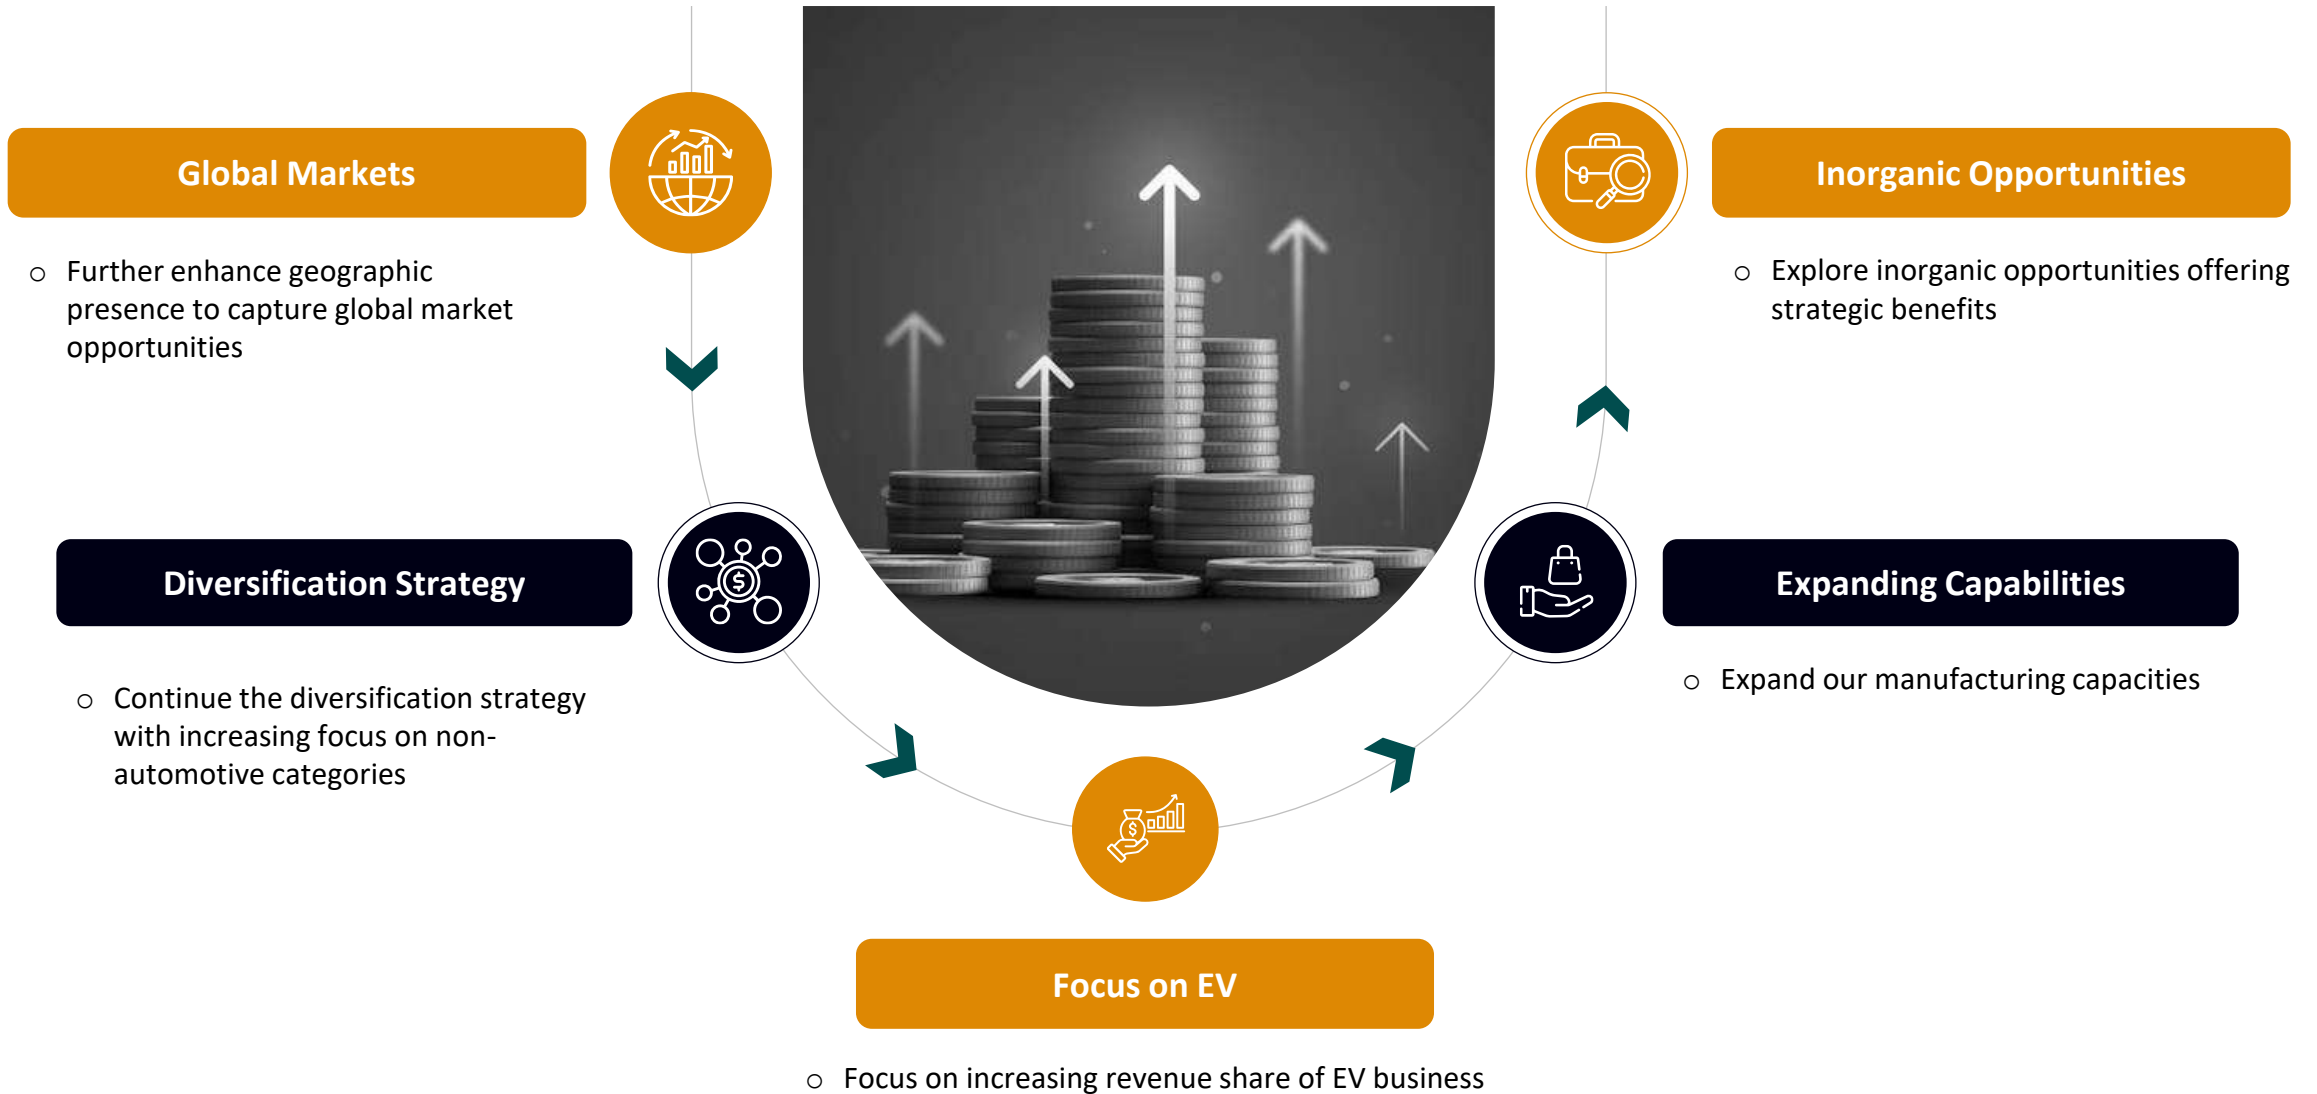 Global Markets
○ Further enhance geographic
presence to capture global market
opportunities
Diversification Strategy
○ Continue the diversification strategy
with increasing focus on non-
automotive categories
Focus on EV
○ Focus on increasing revenue share of EV business
Expanding Capabilities
○ Expand our manufacturing capacities
Inorganic Opportunities
○ Explore inorganic opportunities offering
strategic benefits